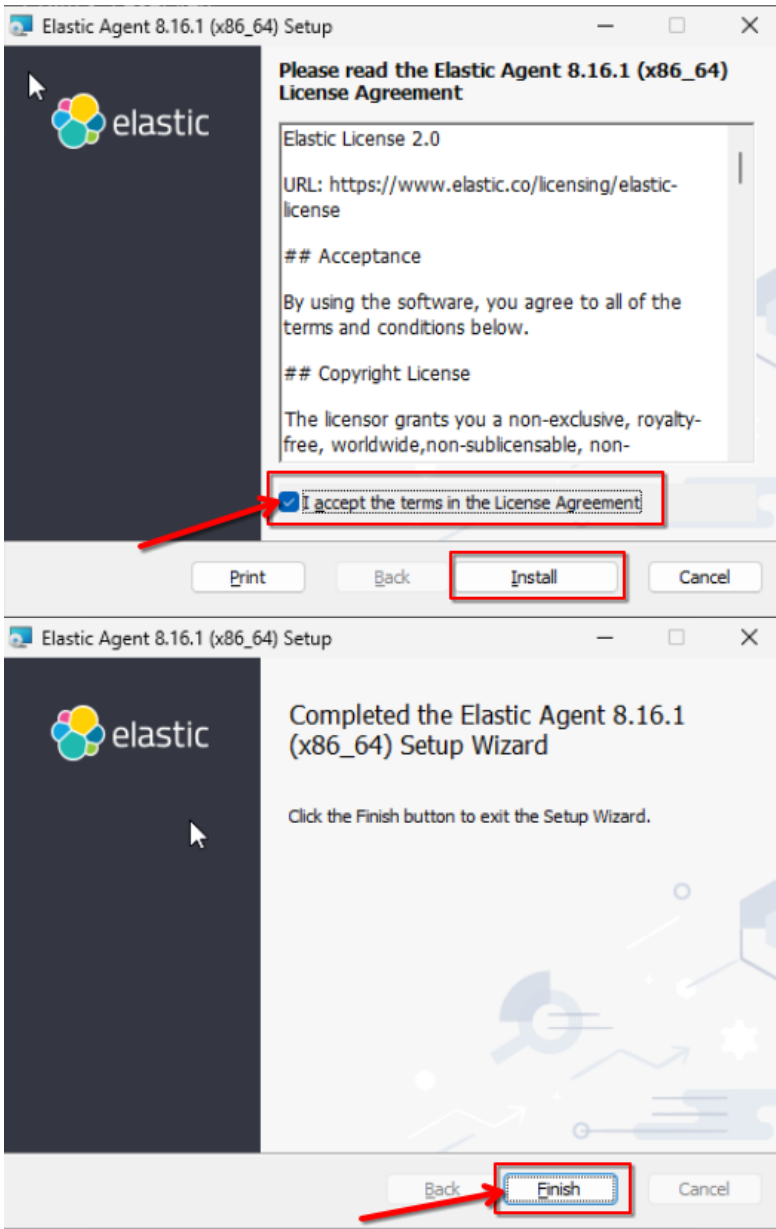 Elastic Agent 8.16.1 (x86_64) Setup
elastic
Please read the Elastic Agent 8.16.1 (x86_64)
License Agreement
Elastic License 2.0
URL: https://www.elastic.co/licensing/elastic-
license
## Acceptance
By using the software, you agree to all of the
terms and conditions below.
## Copyright License
The licensor grants you a non-exclusive, royalty-
free, worldwide,non-sublicensable, non-
I accept the terms in the License Agreement
Print Back Install Cancel
Elastic Agent 8.16.1 (x86_64) Setup
elastic
Completed the Elastic Agent 8.16.1
(x86_64) Setup Wizard
Click the Finish button to exit the Setup Wizard.
Back Finish Cancel